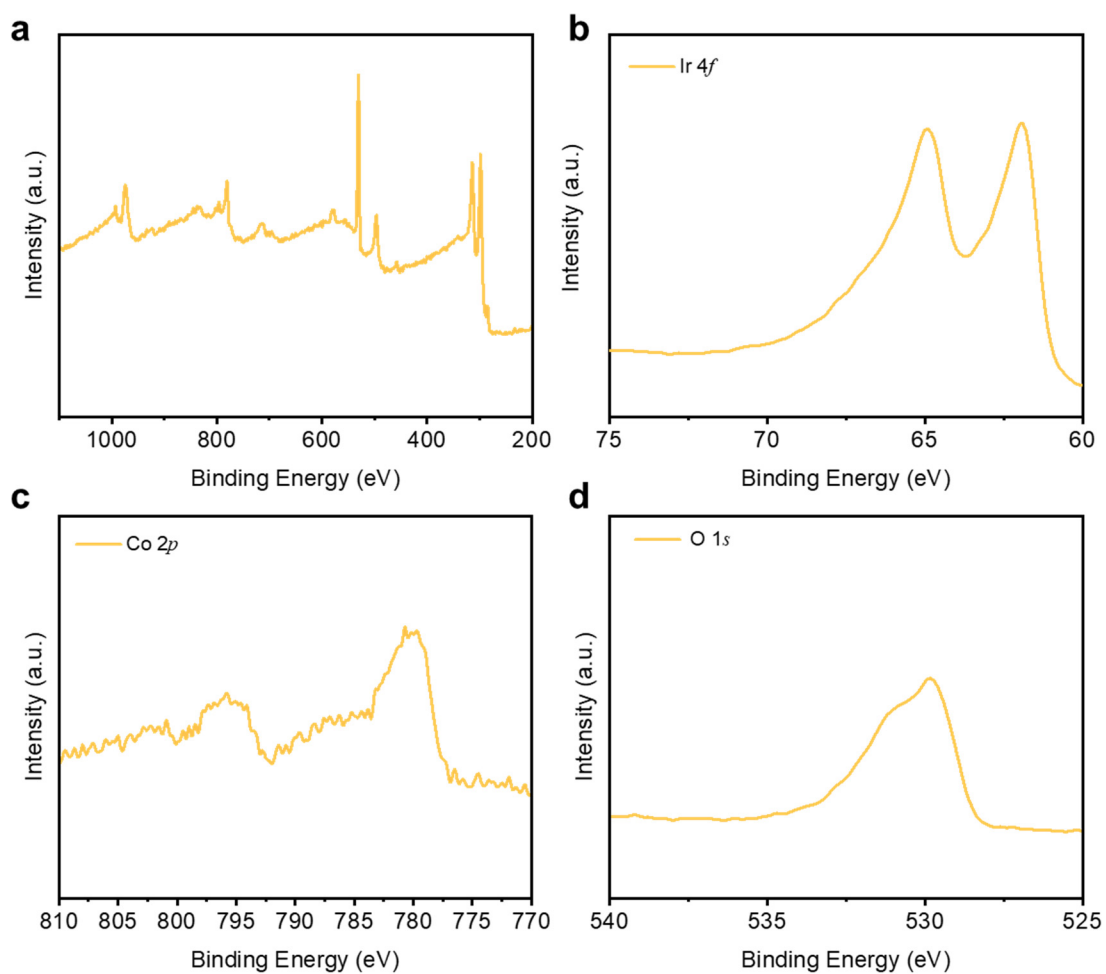 a
Intensity (a.u.)
1000 800 600 400 200
Binding Energy (eV)
b
Ir 4f
Intensity (a.u.)
75 70 65 60
Binding Energy (eV)
c
Co 2p
Intensity (a.u.)
810 805 800 795 790 785 780 775 770
Binding Energy (eV)
d
O 1s
Intensity (a.u.)
540 535 530 525
Binding Energy (eV)